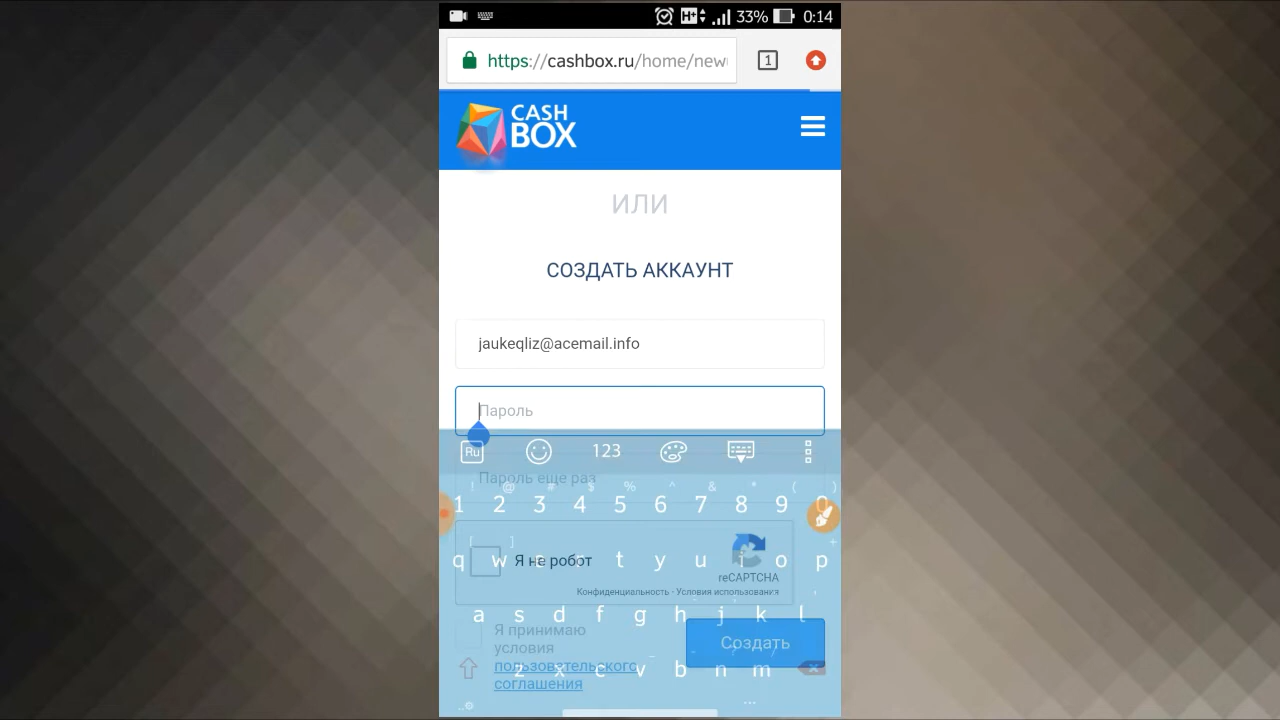 33% 0:14
https://cashbox.ru/home/new
1
CASH
BOX
ИЛИ
СОЗДАТЬ АККАУНТ
jaukeqliz@acemail.info
Пароль
Ru 123
Пароль еще раз
! @ # $ % ^ & * ( )
1 2 3 4 5 6 7 8 9 0
[ ] +
q w e r t y u i o p
Я не робот
reCAPTCHA
Конфиденциальность - Условия использования
a s d f g h j k l
Я принимаю
условия
пользовательского
соглашения
Создать
z x c v b n m